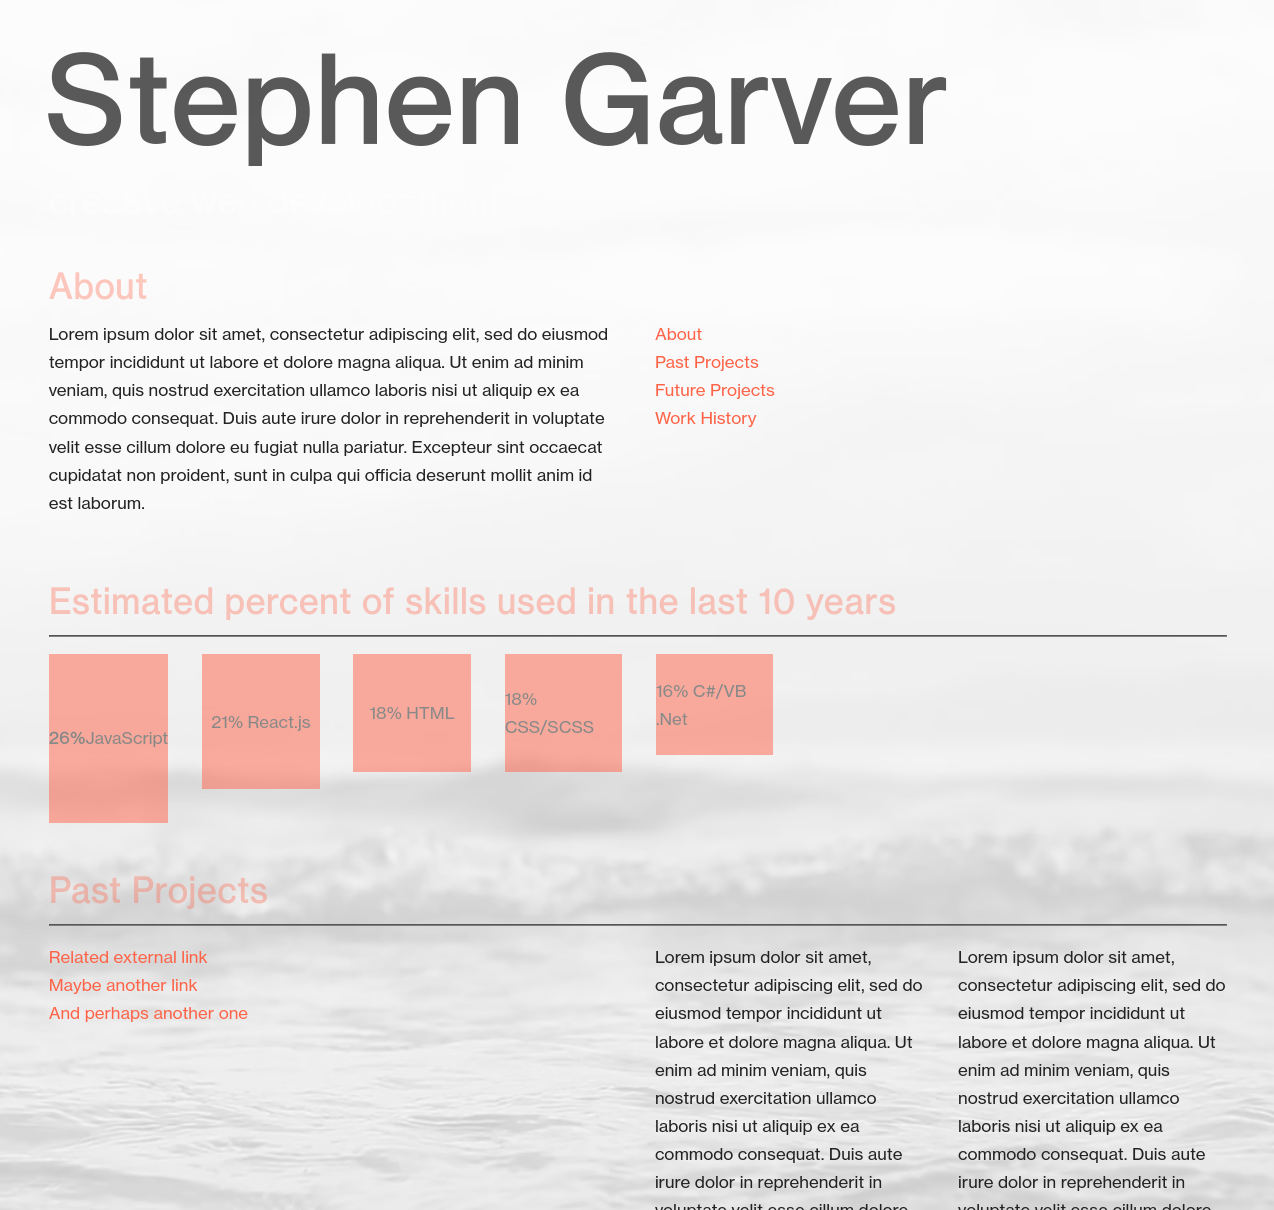 Stephen Garver
About
Lorem ipsum dolor sit amet, consectetur adipiscing elit, sed do eiusmod
tempor incididunt ut labore et dolore magna aliqua. Ut enim ad minim
veniam, quis nostrud exercitation ullamco laboris nisi ut aliquip ex ea
commodo consequat. Duis aute irure dolor in reprehenderit in voluptate
velit esse cillum dolore eu fugiat nulla pariatur. Excepteur sint occaecat
cupidatat non proident, sunt in culpa qui officia deserunt mollit anim id
est laborum.
About
Past Projects
Future Projects
Work History
Estimated percent of skills used in the last 10 years
26%JavaScript
21% React.js
18% HTML
18%
CSS/SCSS
16% C#/VB
.Net
Past Projects
Related external link
Maybe another link
And perhaps another one
Lorem ipsum dolor sit amet,
consectetur adipiscing elit, sed do
eiusmod tempor incididunt ut
labore et dolore magna aliqua. Ut
enim ad minim veniam, quis
nostrud exercitation ullamco
laboris nisi ut aliquip ex ea
commodo consequat. Duis aute
irure dolor in reprehenderit in
voluptate velit esse cillum dolore
Lorem ipsum dolor sit amet,
consectetur adipiscing elit, sed do
eiusmod tempor incididunt ut
labore et dolore magna aliqua. Ut
enim ad minim veniam, quis
nostrud exercitation ullamco
laboris nisi ut aliquip ex ea
commodo consequat. Duis aute
irure dolor in reprehenderit in
voluptate velit esse cillum dolore